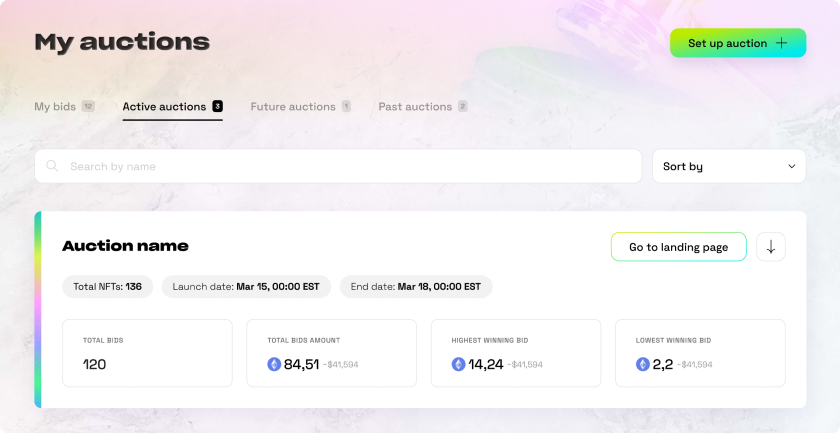 My auctions
Set up auction
My bids 12 Active auctions 3 Future auctions 1 Past auctions 2
Search by name
Sort by
Auction name
Go to landing page
Total NFTs: 136 Launch date: Mar 15, 00:00 EST End date: Mar 18, 00:00 EST
TOTAL BIDS
120
TOTAL BIDS AMOUNT
84,51 ~$41,594
HIGHEST WINNING BID
14,24 ~$41,594
LOWEST WINNING BID
2,2 ~$41,594